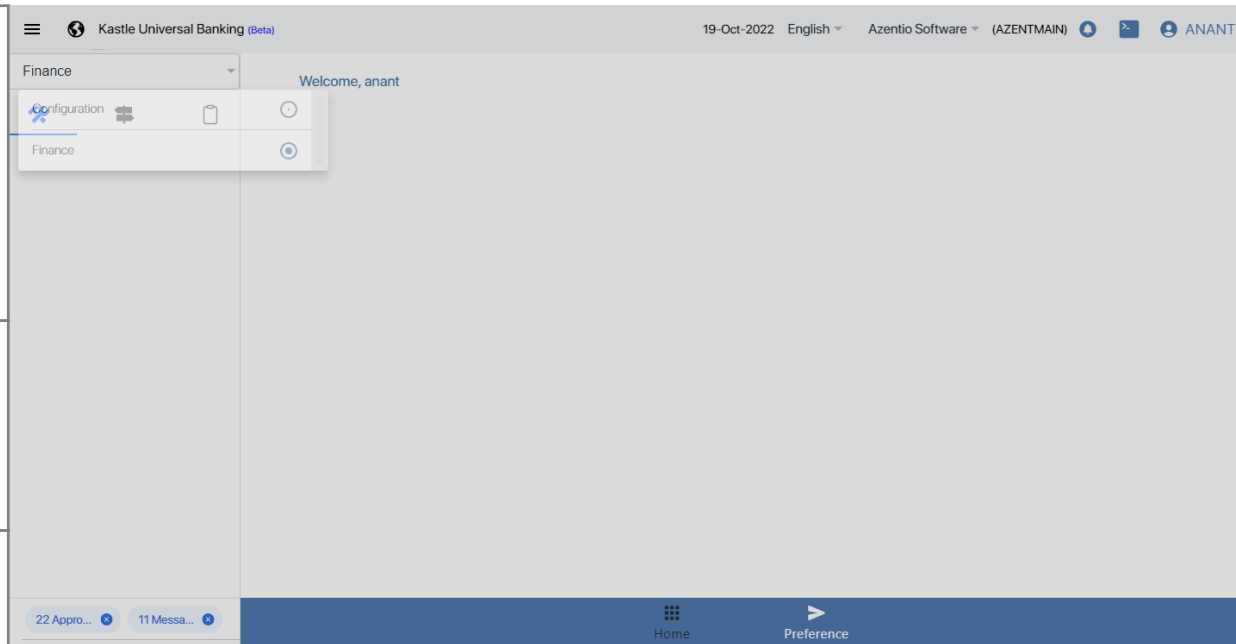 Kastle Universal Banking (Beta) 19-Oct-2022 English Azentio Software (AZENTMAIN) ANANT
Finance
Welcome, anant
Configuration
Finance
22 Appro... 11 Messa...
Home Preference